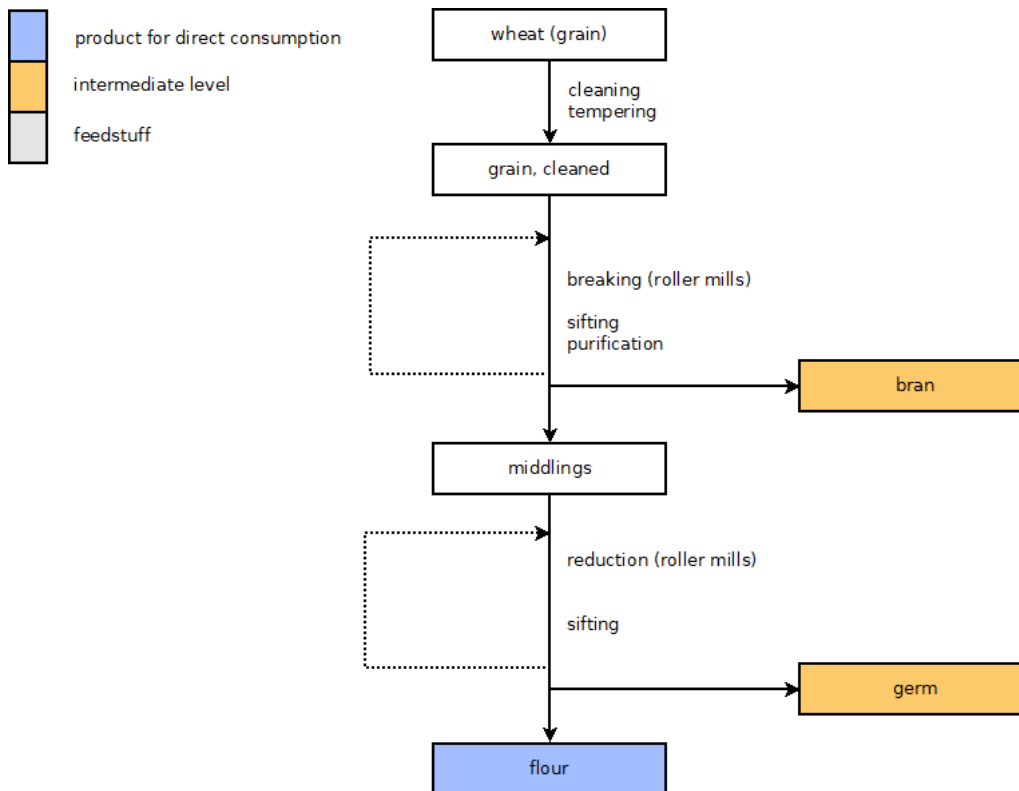 product for direct consumption
intermediate level
feedstuff
wheat (grain)
cleaning
tempering
grain, cleaned
breaking (roller mills)
sifting
purification
bran
middlings
reduction (roller mills)
sifting
germ
flour